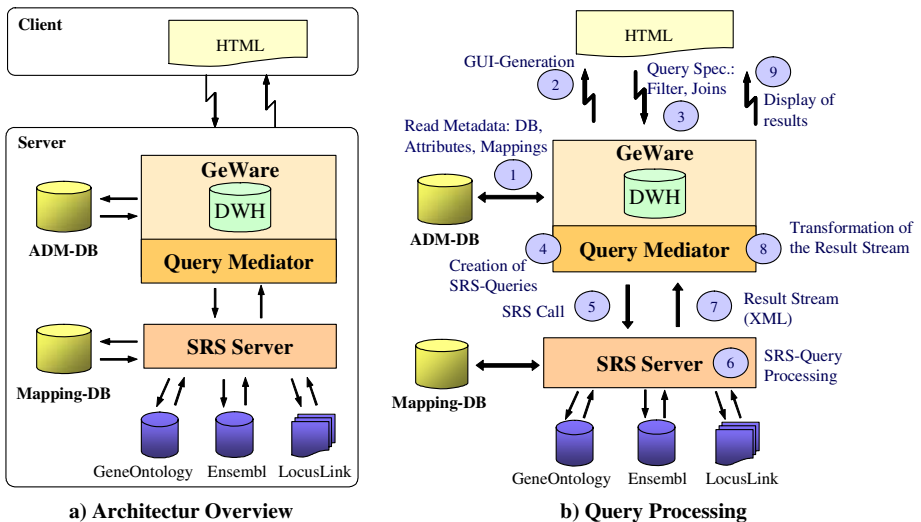 Client
HTML
Server
GeWare
DWH
ADM-DB
Query Mediator
SRS Server
Mapping-DB
GeneOntology
Ensembl
LocusLink
a) Architectur Overview
HTML
GUI-Generation
2
Query Spec.:
Filter, Joins
3
9
Display of
results
Read Metadata: DB,
Attributes, Mappings
1
GeWare
DWH
ADM-DB
4
Query Mediator
8
Transformation of
the Result Stream
Creation of
SRS-Queries
SRS Call
5
7
Result Stream
(XML)
SRS Server
6
SRS-Query
Processing
Mapping-DB
GeneOntology
Ensembl
LocusLink
b) Query Processing